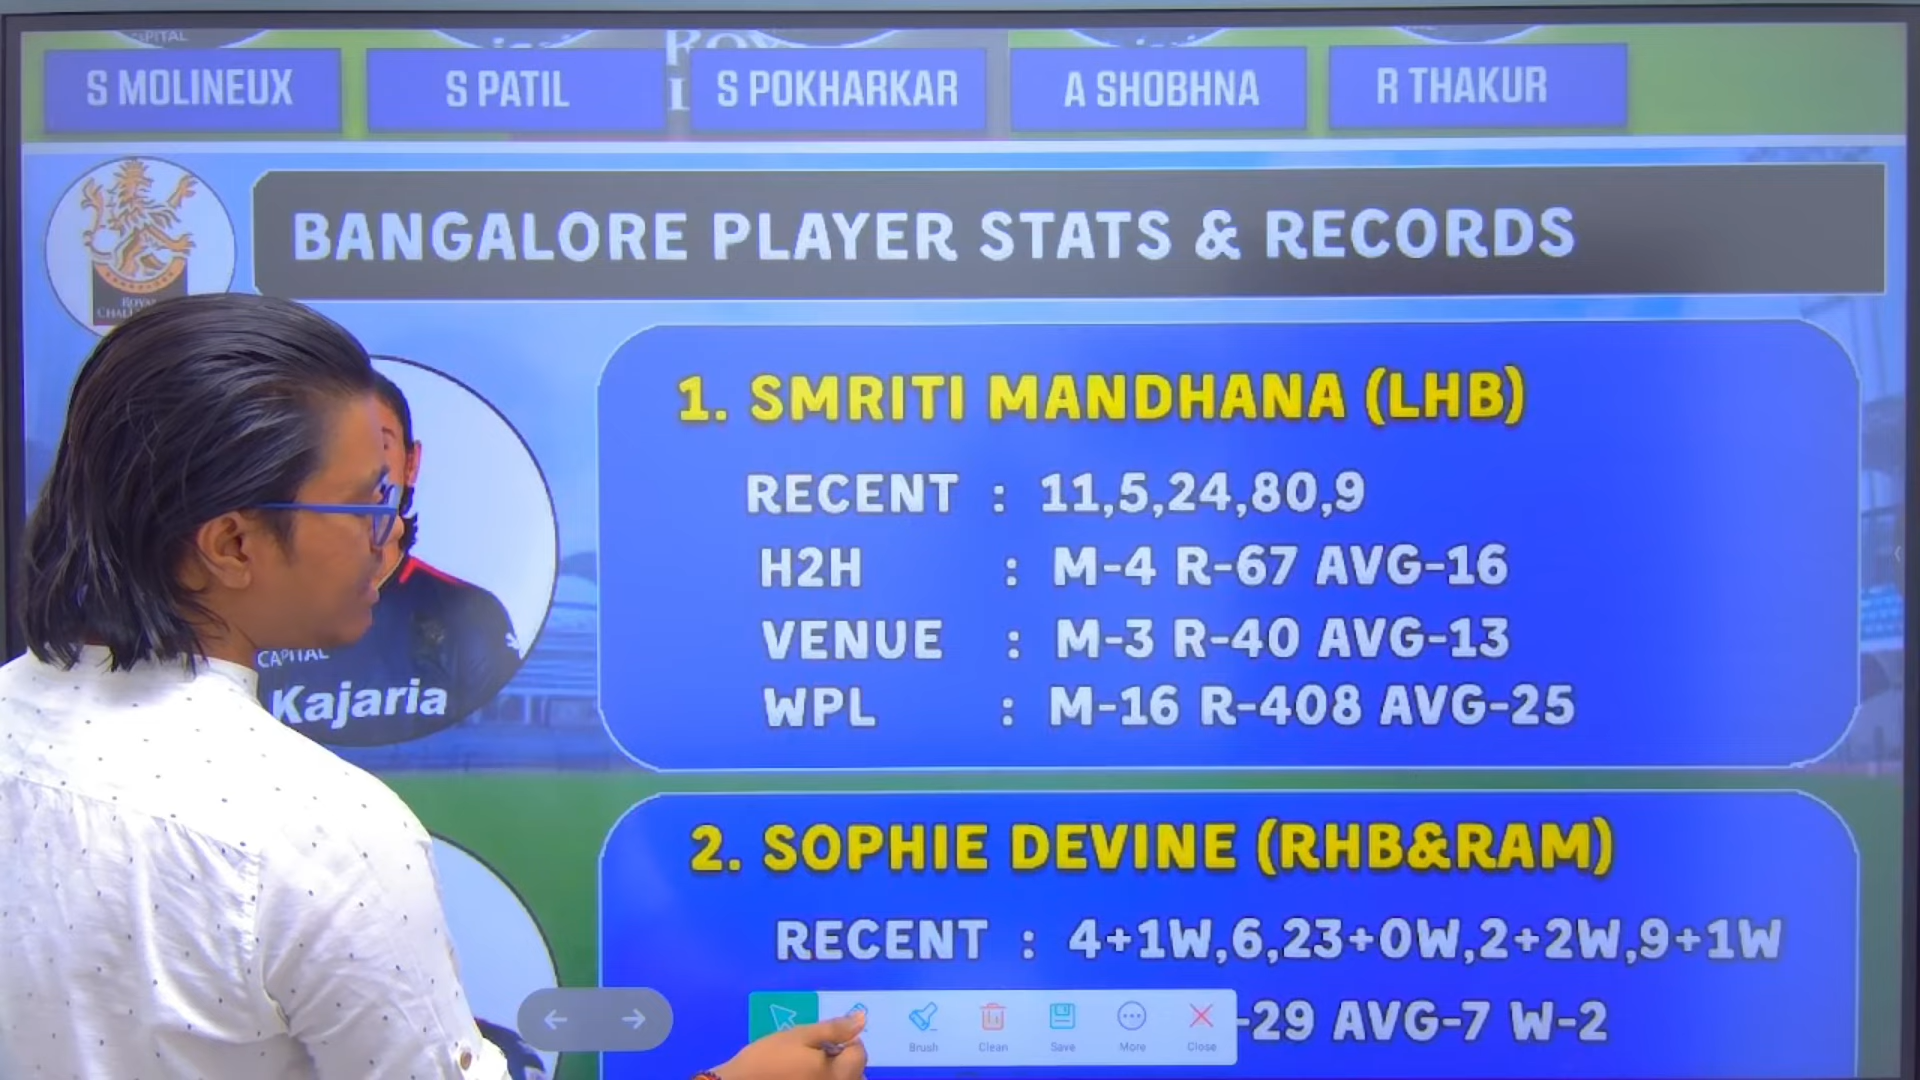 S MOLINEUX
S PATIL
S POKHARKAR
A SHOBHNA
R THAKUR
BANGALORE PLAYER STATS & RECORDS
1. SMRITI MANDHANA (LHB)
RECENT : 11,5,24,80,9
H2H : M-4 R-67 AVG-16
VENUE : M-3 R-40 AVG-13
WPL : M-16 R-408 AVG-25
Kajaria
2. SOPHIE DEVINE (RHB&RAM)
RECENT : 4+1W,6,23+0W,2+2W,9+1W
-29 AVG-7 W-2
Brush
Clean
Save
More
Close